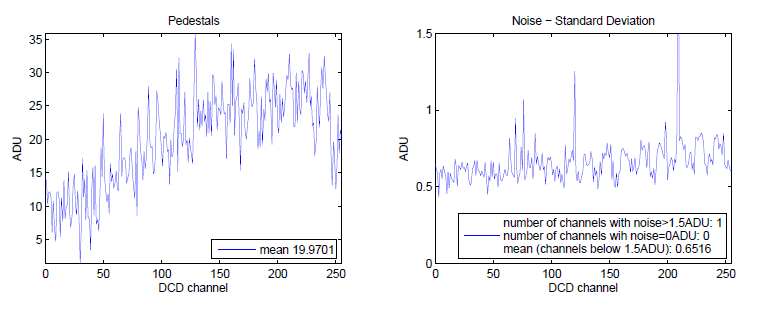 Pedestals
35
30
25
20
15
10
5
ADU
mean 19.9701
0 50 100 150 200 250
DCD channel
Noise − Standard Deviation
1.5
1
0.5
0
ADU
number of channels with noise>1.5ADU: 1
number of channels wih noise=0ADU: 0
mean (channels below 1.5ADU): 0.6516
0 50 100 150 200 250
DCD channel